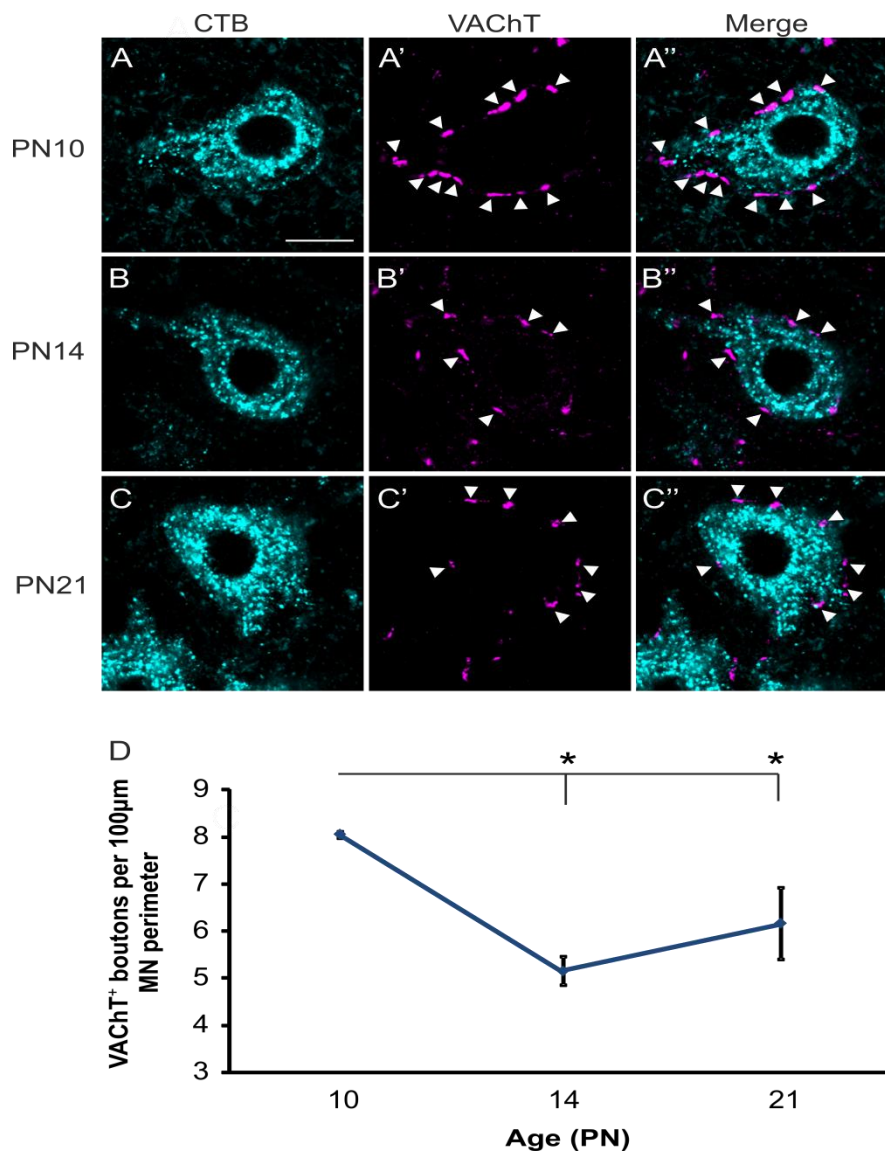 CTB VAChT Merge
A A' A"
PN10
B B' B"
PN14
C C' C"
PN21
D
* *
9
8
7
6
5
4
3
VAChT+ boutons per 100µm
MN perimeter
10 14 21
Age (PN)